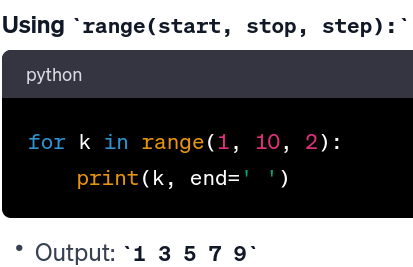 Using `range(start, stop, step):`
python
for k in range(1, 10, 2):
    print(k, end=' ')
• Output: `1 3 5 7 9`